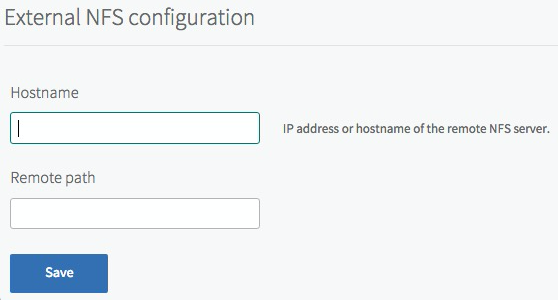 External NFS configuration
Hostname
IP address or hostname of the remote NFS server.
Remote path
Save